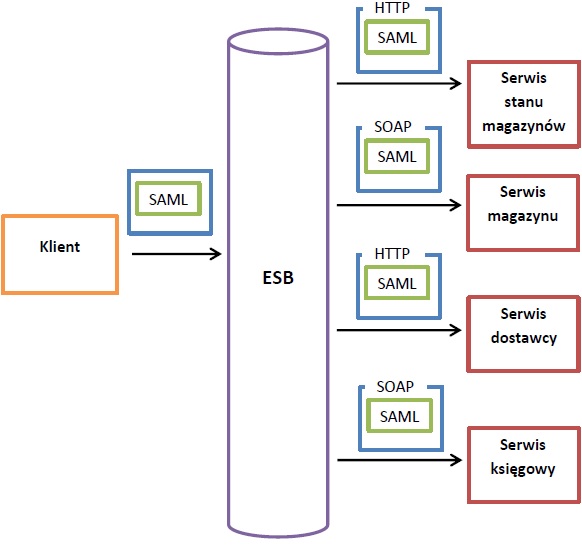 HTTP
SAML
Serwis
stanu
magazynów
SOAP
SAML
Serwis
magazynu
SAML
Klient
ESB
HTTP
SAML
Serwis
dostawcy
SOAP
SAML
Serwis
księgowy